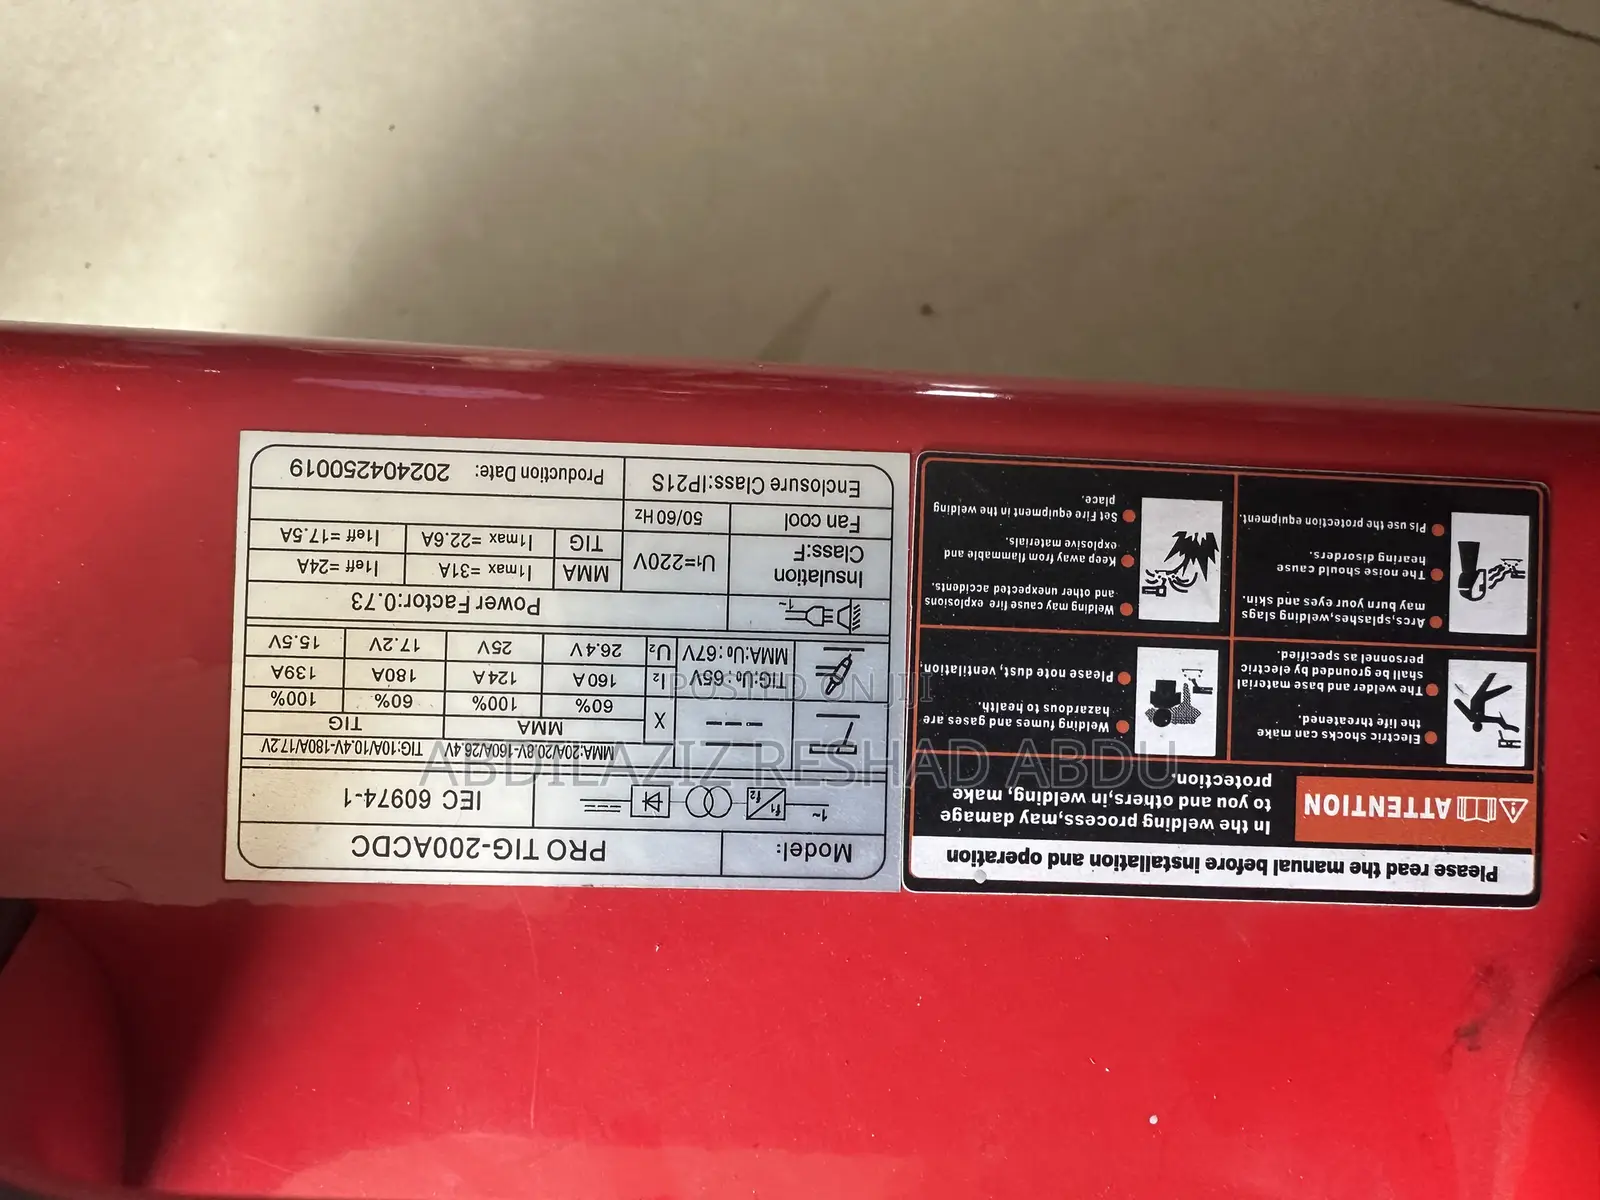 Please read the manual before installation and operation
ATTENTION
In the welding process,may damage
to you and others,in welding, make
protection.
Electric shocks can make
the life threatened.
The welder and base material
shall be grounded by electric
personnel as specified.
Welding fumes and gases are
hazardous to health.
Please note dust, ventilation,
Arcs,splashes,welding slags
may burn your eyes and skin.
The noise should cause
hearing disorders.
Pls use the protection equipment.
Welding may cause fire explosions
and other unexpected accidents.
Keep away from flammable and
explosive materials.
Set Fire equipment in the welding
place.
Model: PRO TIG-200ACDC
1~ f1 f2 IEC 60974-1
MMA:20A/20.8V-160A/26.4V
TIG:10A/10.4V-180A/17.2V
X MMA TIG
60% 100% 60% 100%
TIG:U₀:65V I₂ 160A 124A 180A 139A
MMA:U₀:67V U₂ 26.4V 25V 17.2V 15.5V
1~ Power Factor:0.73
Insulation
Class:F
U₁=220V MMA I₁max =31A I₁eff =24A
TIG I₁max =22.6A I₁eff =17.5A
Fan cool 50/60Hz
Enclosure Class:IP21S Production Date: 202404250019
POSTED ON JIJI
ABDILAZIZ RESHAD ABDU